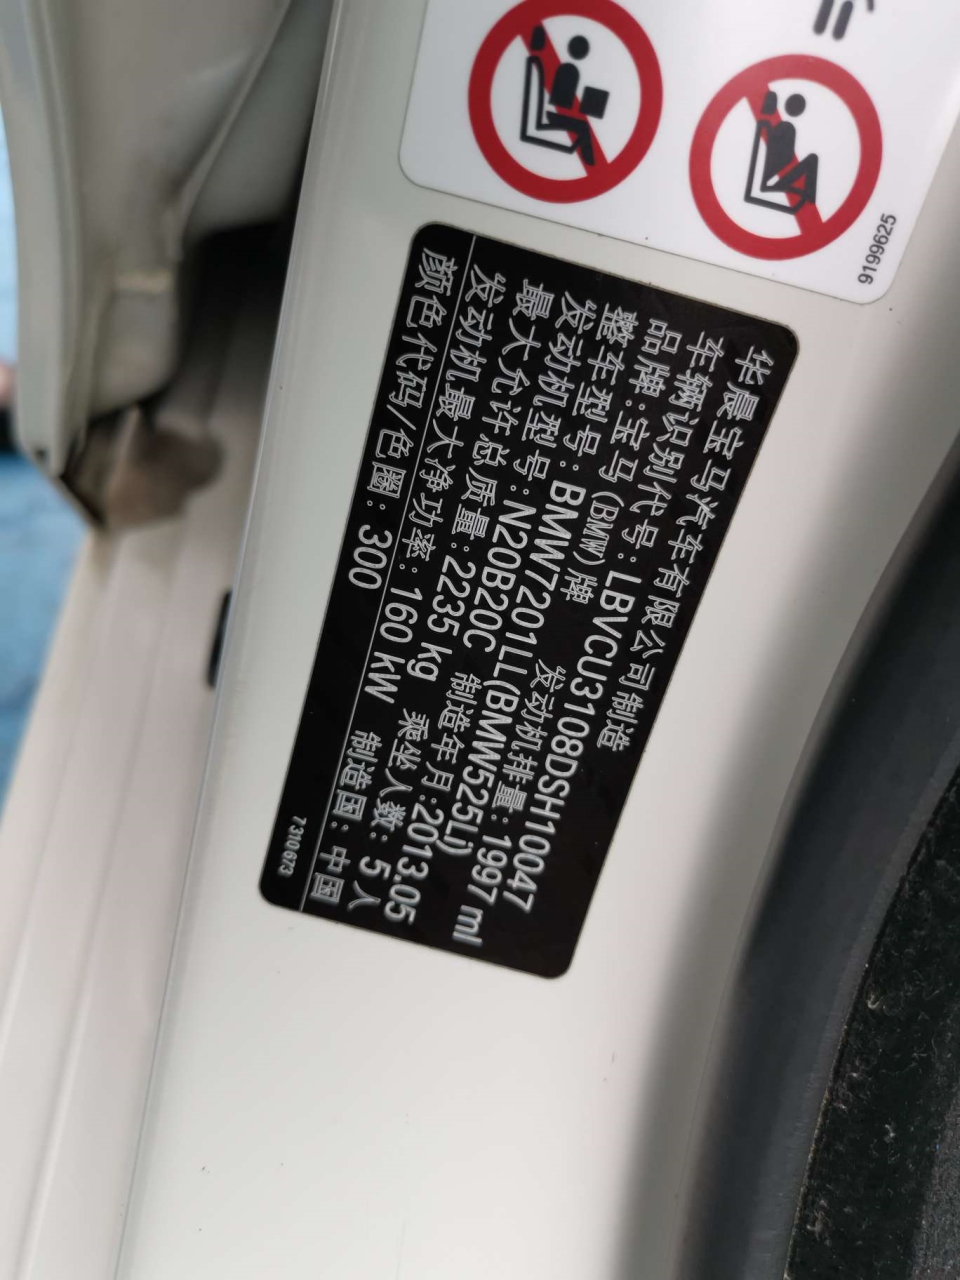 9199625
华晨宝马汽车有限公司制造
车辆识别代号: LBVCU3108DSH10047
品牌:宝马(BMW)牌 发动机排量: 1997 ml
整车型号: BMW7201LL(BMW525Li)
发动机型号:N20B20C 制造年月:2013.05
最大允许总质量:2235 kg 乘坐人数: 5 人
发动机最大净功率: 160 kW 制造国: 中国
颜色代码/色圈: 300
7310673